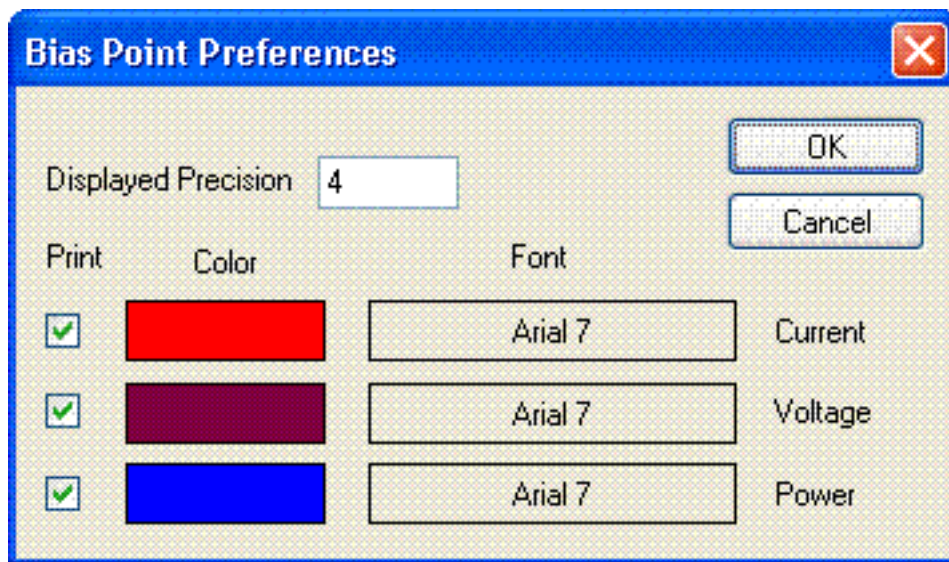 Bias Point Preferences
Displayed Precision 4
OK
Cancel
Print Color Font
Arial 7 Current
Arial 7 Voltage
Arial 7 Power